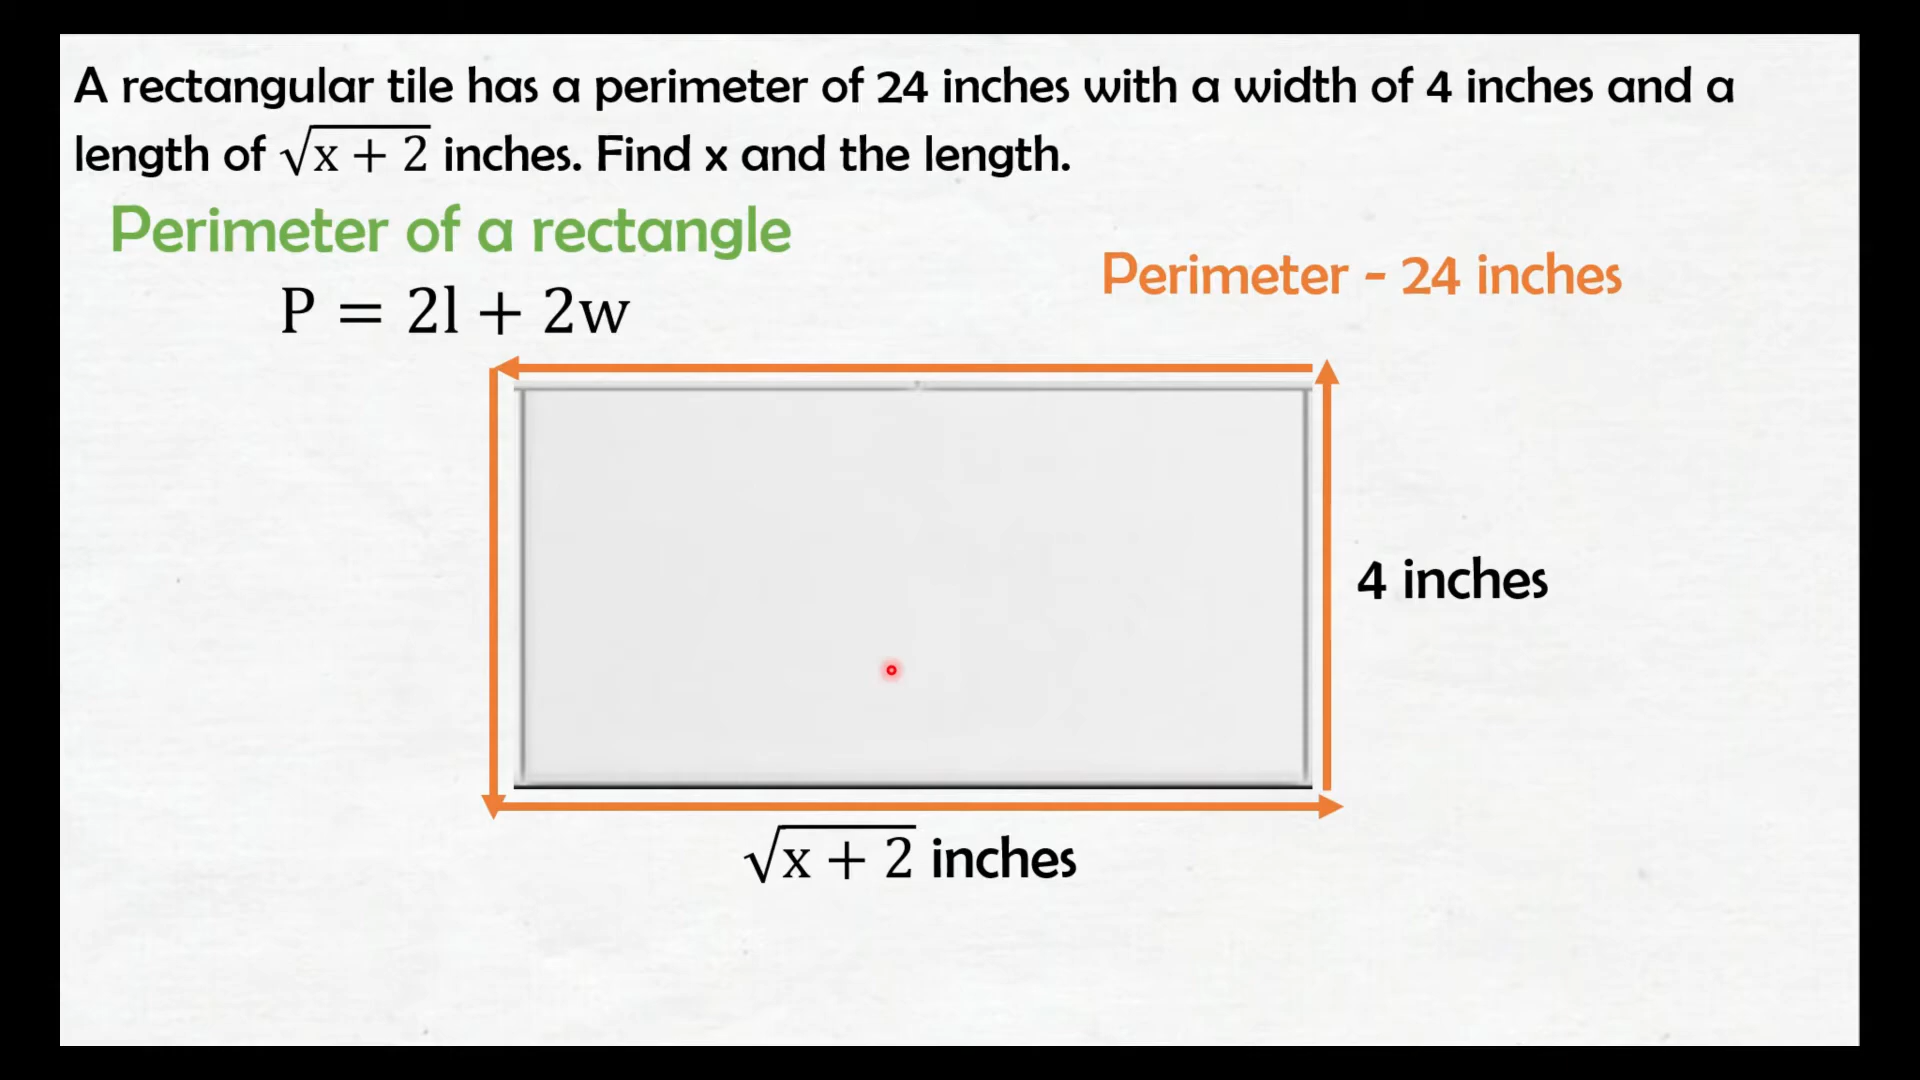 A rectangular tile has a perimeter of 24 inches with a width of 4 inches and a
length of √(x + 2) inches. Find x and the length.
Perimeter of a rectangle
P = 2l + 2w
Perimeter - 24 inches
4 inches
√(x + 2) inches